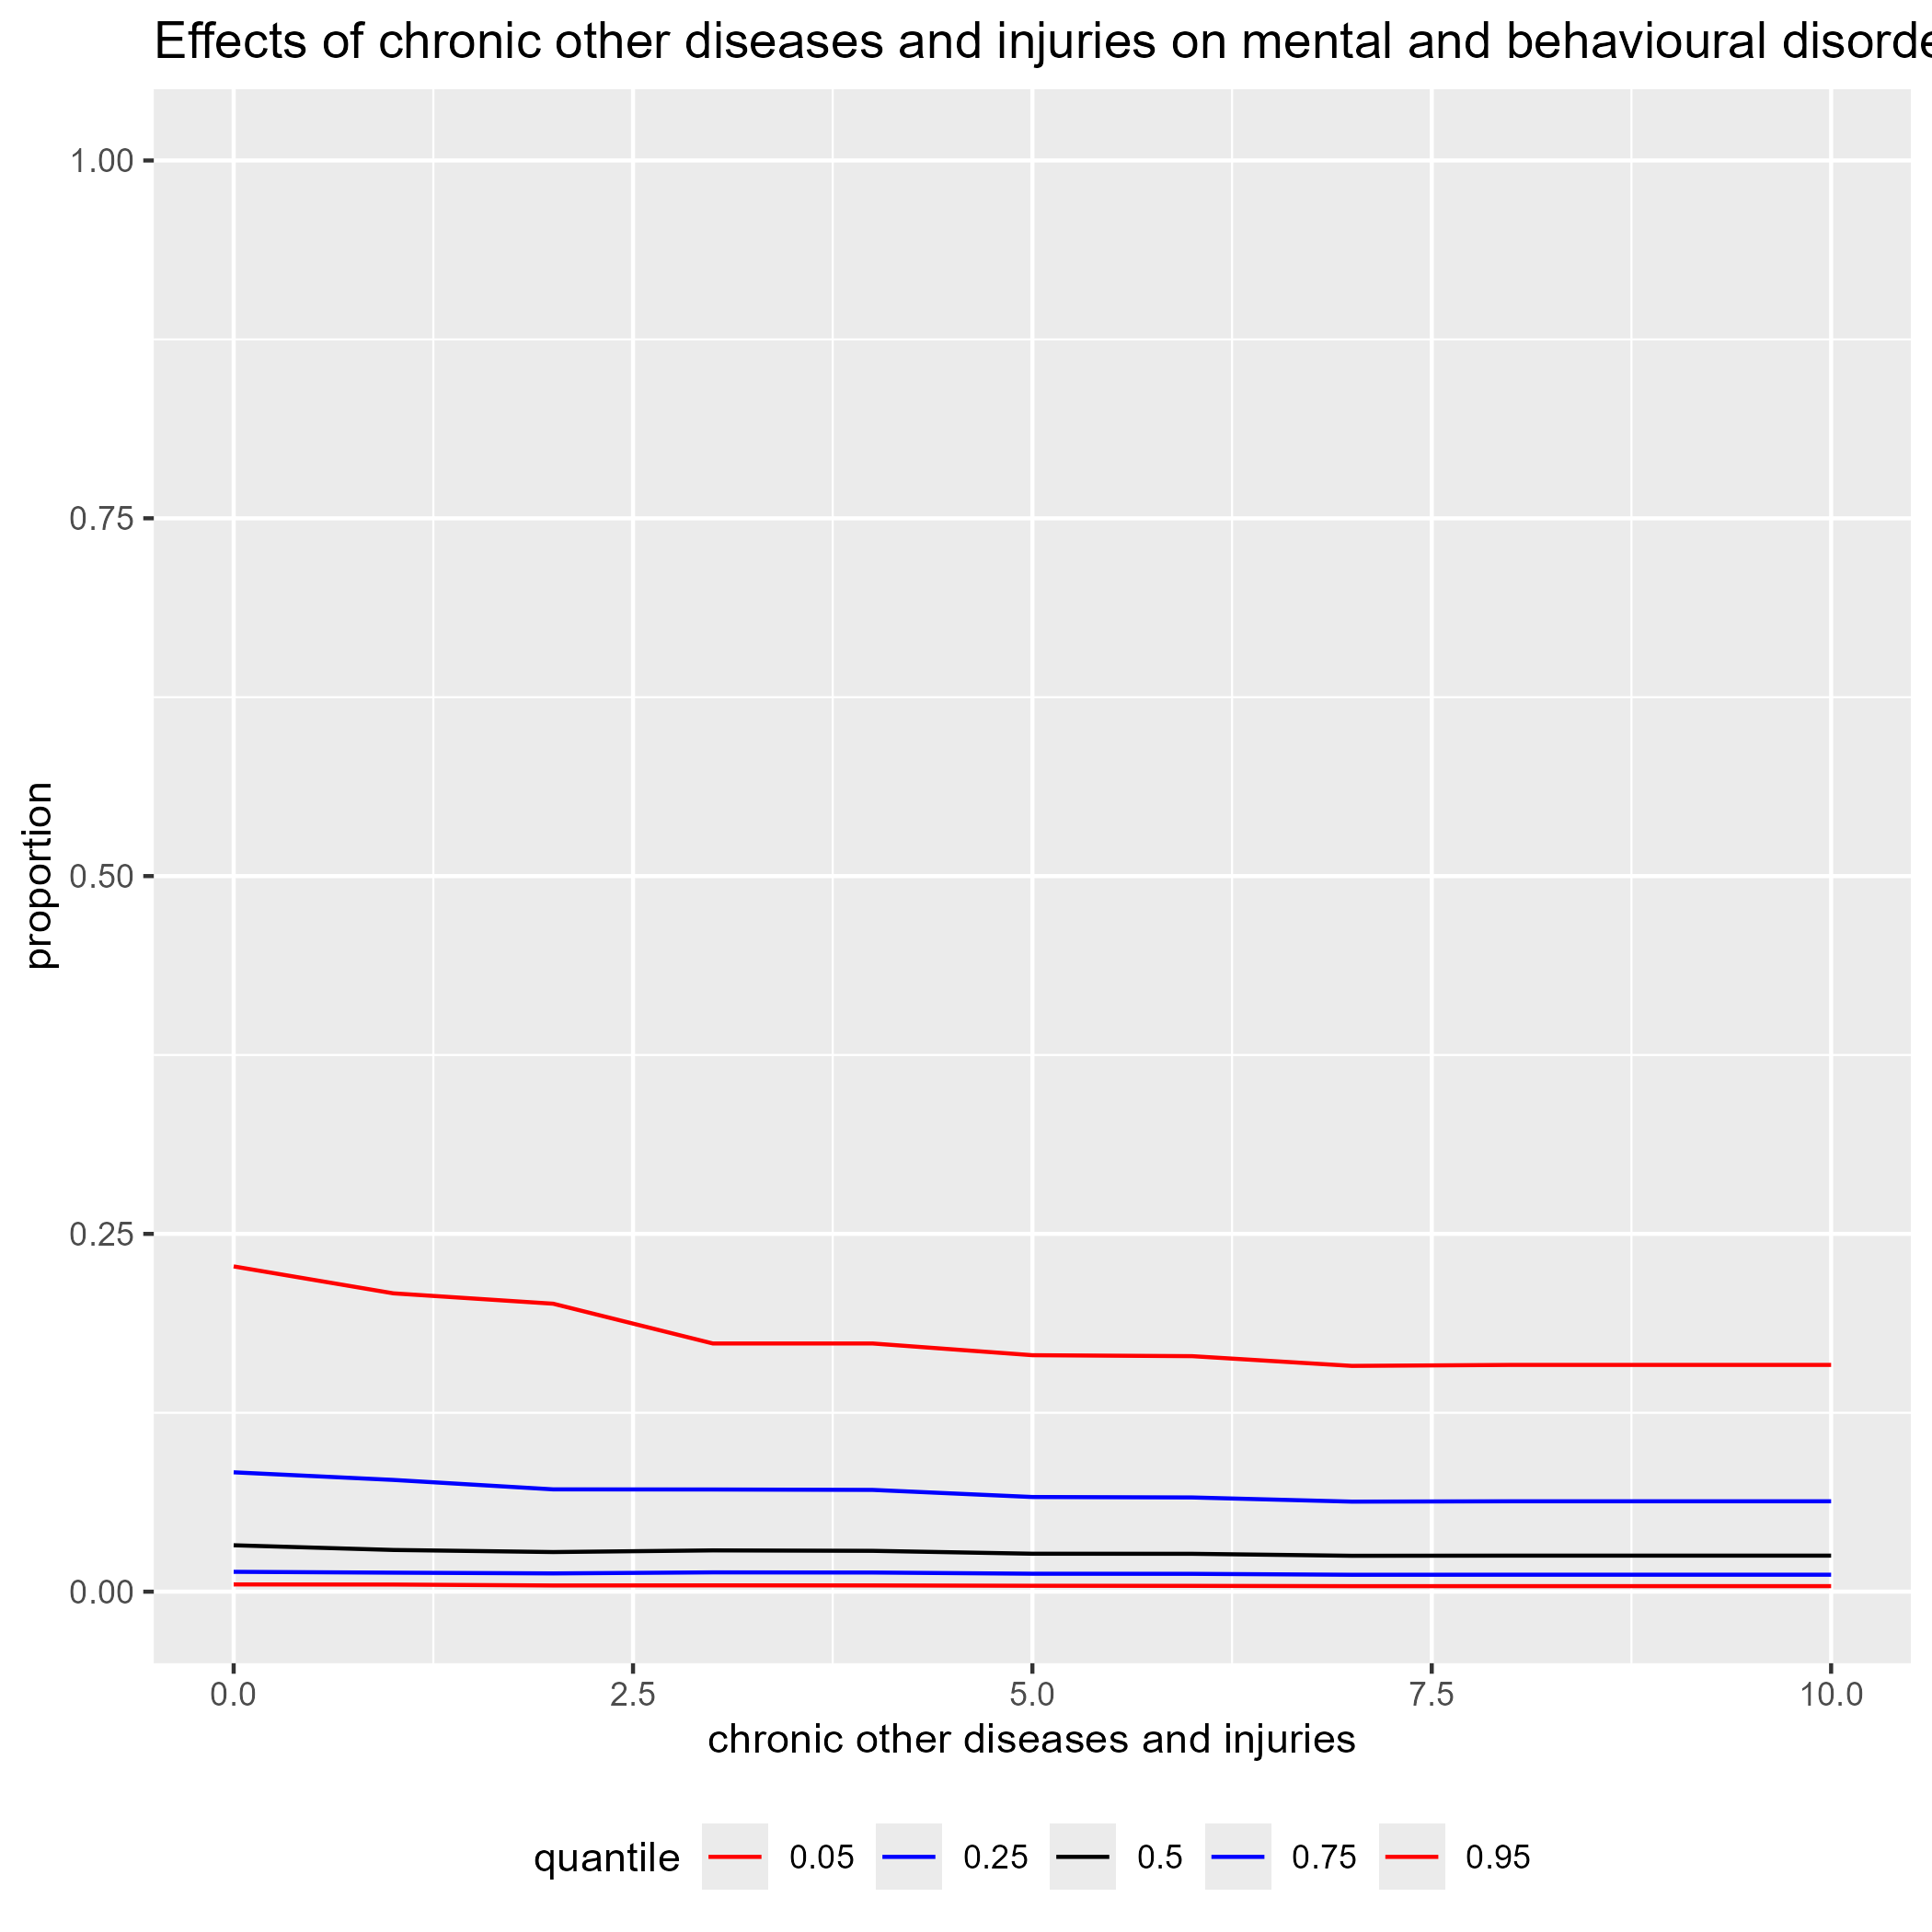 Effects of chronic other diseases and injuries on mental and behavioural disorde
1.00
0.75
0.50
0.25
0.00
proportion
0.0 2.5 5.0 7.5 10.0
chronic other diseases and injuries
quantile 0.05 0.25 0.5 0.75 0.95